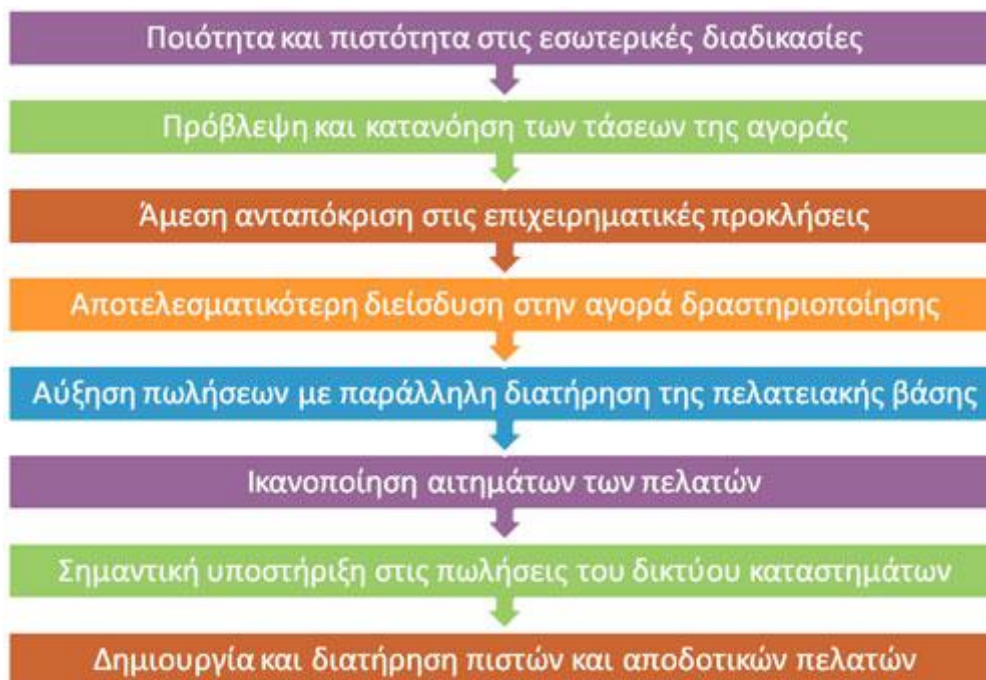 Ποιότητα και πιστότητα στις εσωτερικές διαδικασίες
Πρόβλεψη και κατανόηση των τάσεων της αγοράς
Άμεση ανταπόκριση στις επιχειρηματικές προκλήσεις
Αποτελεσματικότερη διείσδυση στην αγορά δραστηριοποίησης
Αύξηση πωλήσεων με παράλληλη διατήρηση της πελατειακής βάσης
Ικανοποίηση αιτημάτων των πελατών
Σημαντική υποστήριξη στις πωλήσεις του δικτύου καταστημάτων
Δημιουργία και διατήρηση πιστών και αποδοτικών πελατών